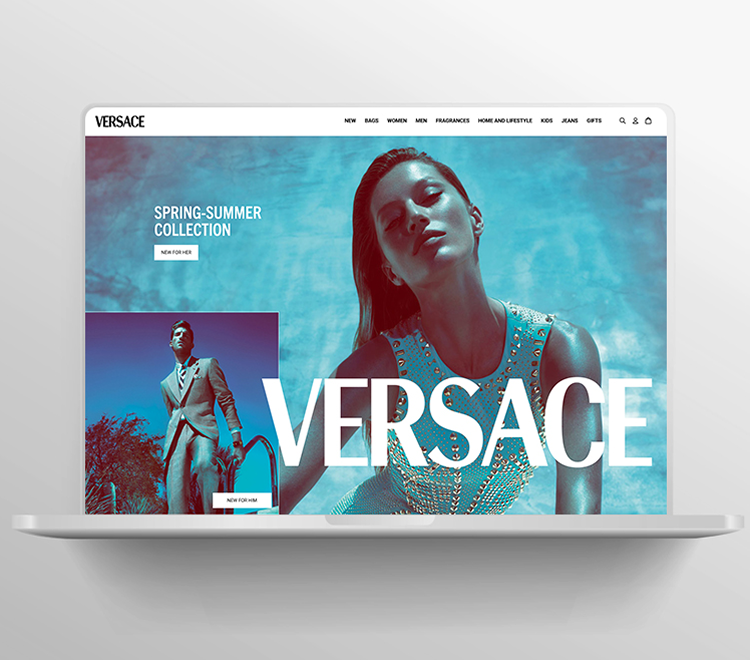 VERSACE
NEW BAGS WOMEN MEN FRAGRANCES HOME AND LIFESTYLE KIDS JEANS GIFTS
SPRING-SUMMER
COLLECTION
NEW FOR HER
VERSACE
NEW FOR HIM